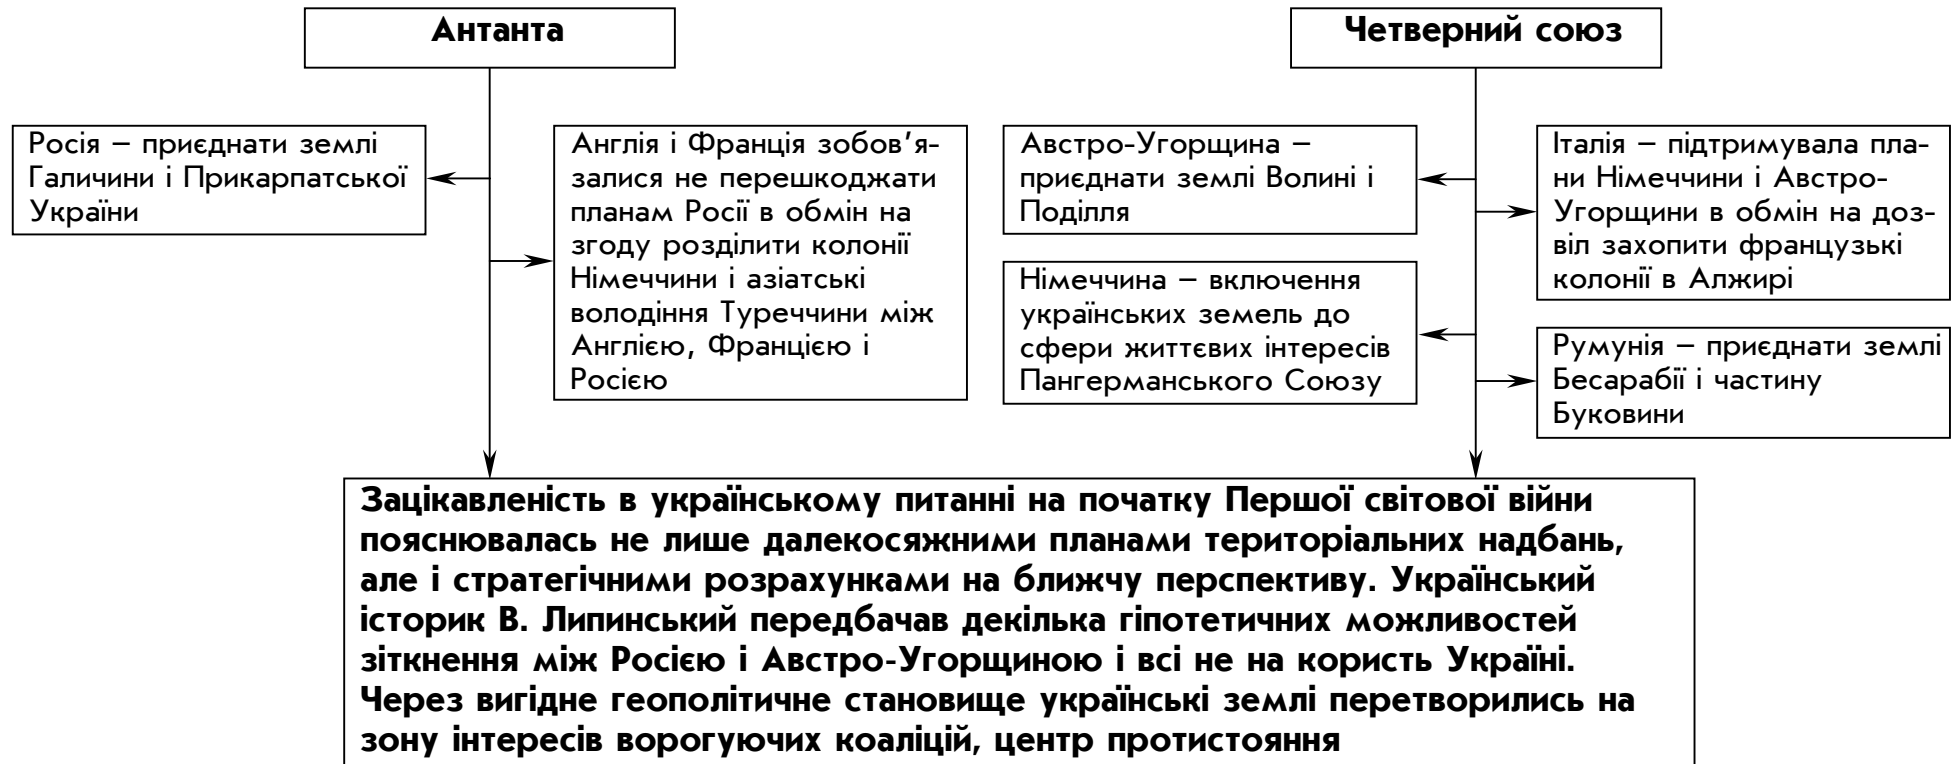 Антанта
Четверний союз
Росія – приєднати землі
Галичини і Прикарпатської
України
Англія і Франція зобов’я-
залися не перешкоджати
планам Росії в обмін на
згоду розділити колонії
Німеччини і азіатські
володіння Туреччини між
Англією, Францією і
Росією
Австро-Угорщина –
приєднати землі Волині і
Поділля
Німеччина – включення
українських земель до
сфери життєвих інтересів
Пангерманського Союзу
Італія – підтримувала пла-
ни Німеччини і Австро-
Угорщини в обмін на доз-
віл захопити французькі
колонії в Алжирі
Румунія – приєднати землі
Бесарабії і частину
Буковини
Зацікавленість в українському питанні на початку Першої світової війни
пояснювалась не лише далекосяжними планами територіальних надбань,
але і стратегічними розрахунками на ближчу перспективу. Український
історик В. Липинський передбачав декілька гіпотетичних можливостей
зіткнення між Росією і Австро-Угорщиною і всі не на користь Україні.
Через вигідне геополітичне становище українські землі перетворились на
зону інтересів ворогуючих коаліцій, центр протистояння